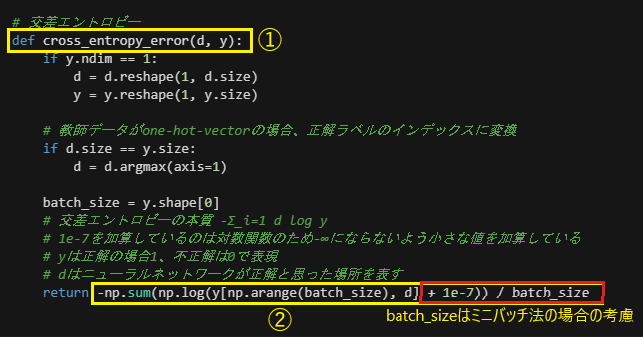 # 交差エントロピー
def cross_entropy_error(d, y): ①
if y.ndim == 1:
d = d.reshape(1, d.size)
y = y.reshape(1, y.size)
# 教師データがone-hot-vectorの場合、正解ラベルのインデックスに変換
if d.size == y.size:
d = d.argmax(axis=1)
batch_size = y.shape[0]
# 交差エントロピーの本質 -Σ_i=1 d log y
# 1e-7を加算しているのは対数関数のため-∞にならないよう小さな値を加算している
# yは正解の場合1、不正解は0で表現
# dはニューラルネットワークが正解と思った場所を表す
return -np.sum(np.log(y[np.arange(batch_size), d] + 1e-7)) / batch_size
②
batch_sizeはミニバッチ法の場合の考慮